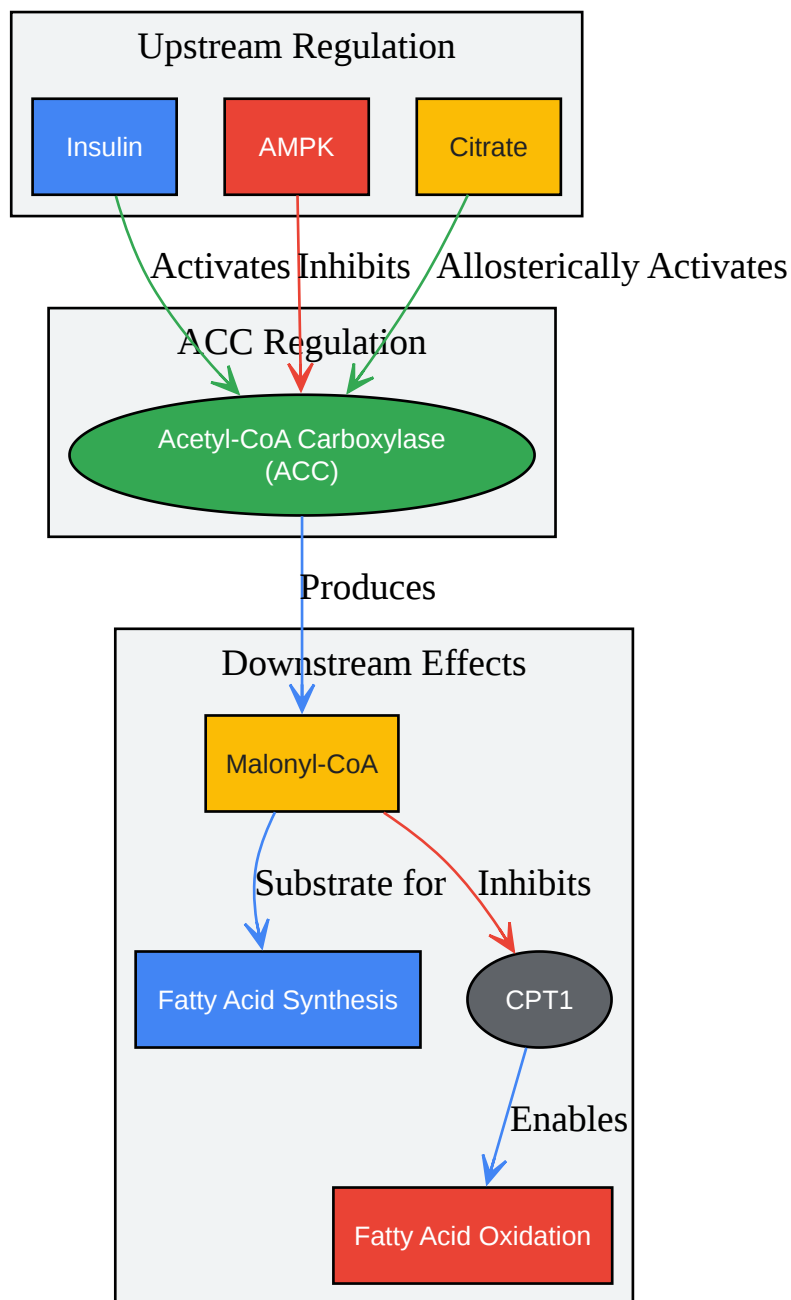 Upstream Regulation
Insulin
AMPK
Citrate
Activates
Inhibits
Allosterically Activates
ACC Regulation
Acetyl-CoA Carboxylase
(ACC)
Produces
Downstream Effects
Malonyl-CoA
Substrate for
Inhibits
Fatty Acid Synthesis
CPT1
Enables
Fatty Acid Oxidation